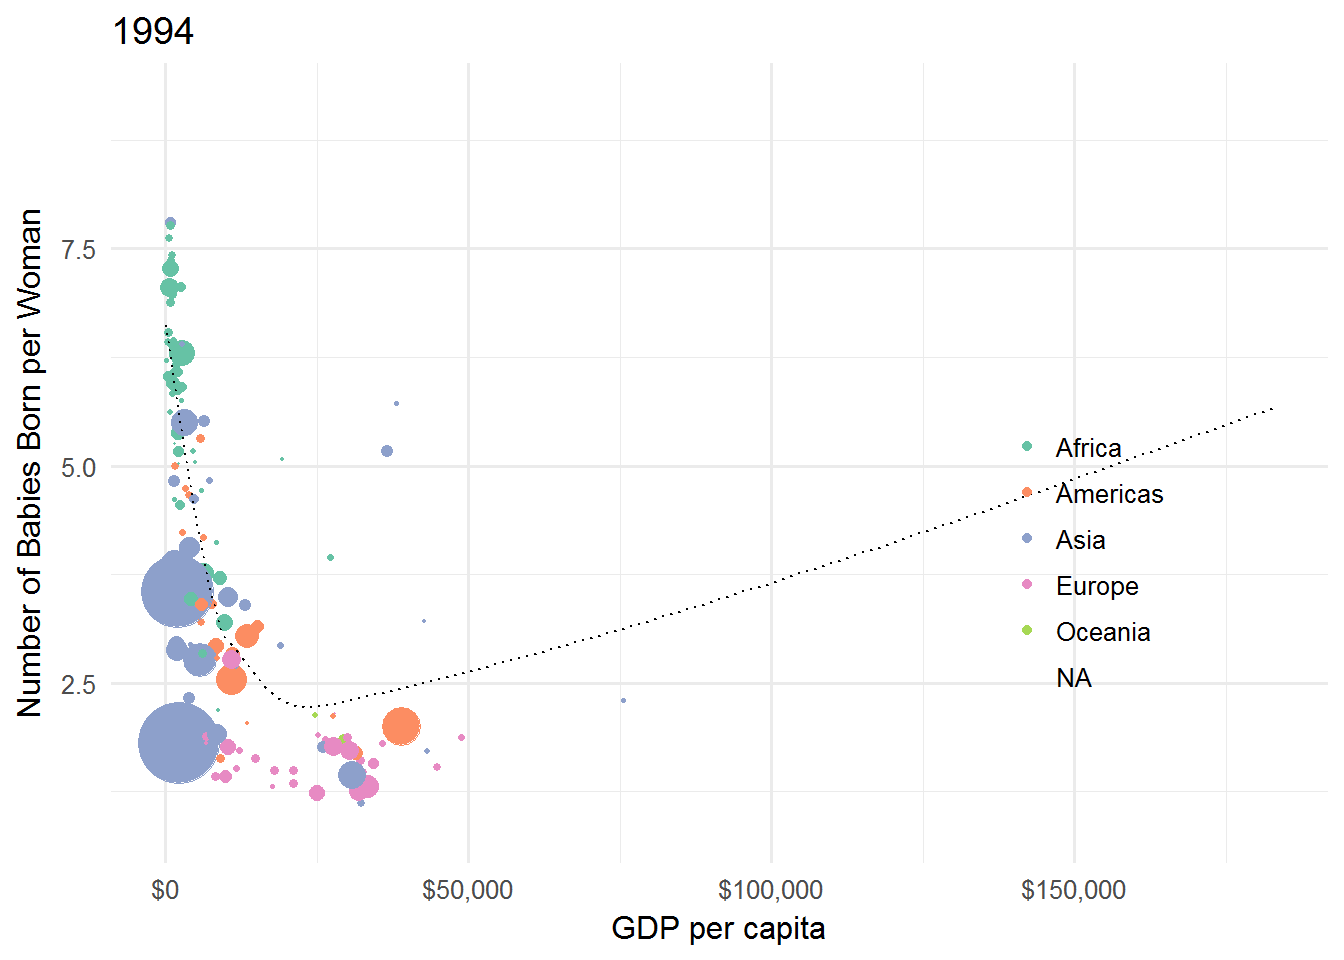 1994
Number of Babies Born per Woman
7.5
5.0
2.5
Africa
Americas
Asia
Europe
Oceania
NA
$0
$50,000
$100,000
$150,000
GDP per capita